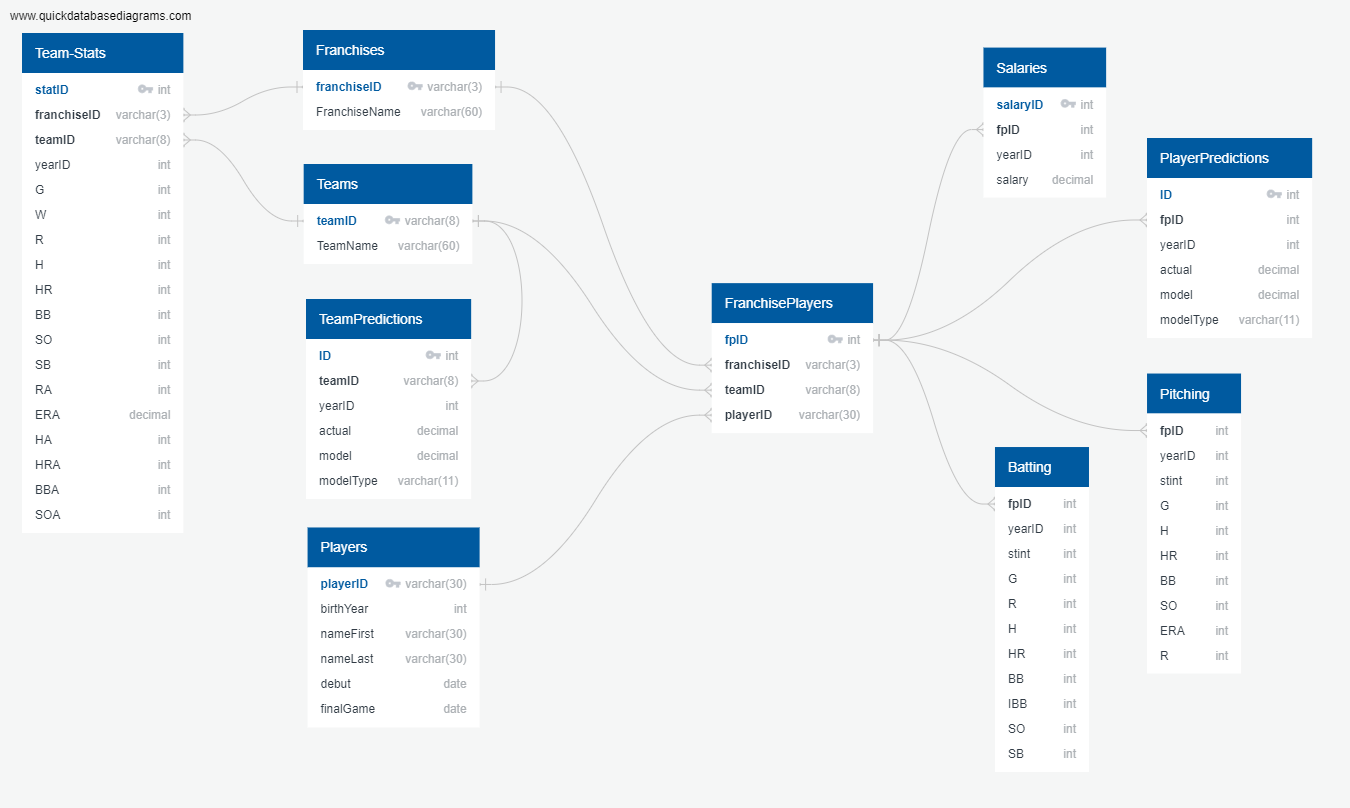 www.quickdatabasediagrams.com
Team-Stats
statID int
franchiseID varchar(3)
teamID varchar(8)
yearID int
G int
W int
R int
H int
HR int
BB int
SO int
SB int
RA int
ERA decimal
HA int
HRA int
BBA int
SOA int
Franchises
franchiseID varchar(3)
FranchiseName varchar(60)
Teams
teamID varchar(8)
TeamName varchar(60)
TeamPredictions
ID int
teamID varchar(8)
yearID int
actual decimal
model decimal
modelType varchar(11)
Players
playerID varchar(30)
birthYear int
nameFirst varchar(30)
nameLast varchar(30)
debut date
finalGame date
FranchisePlayers
fpID int
franchiseID varchar(3)
teamID varchar(8)
playerID varchar(30)
Salaries
salaryID int
fpID int
yearID int
salary decimal
PlayerPredictions
ID int
fpID int
yearID int
actual decimal
model decimal
modelType varchar(11)
Batting
fpID int
yearID int
stint int
G int
R int
H int
HR int
BB int
IBB int
SO int
SB int
Pitching
fpID int
yearID int
stint int
G int
H int
HR int
BB int
SO int
ERA int
R int